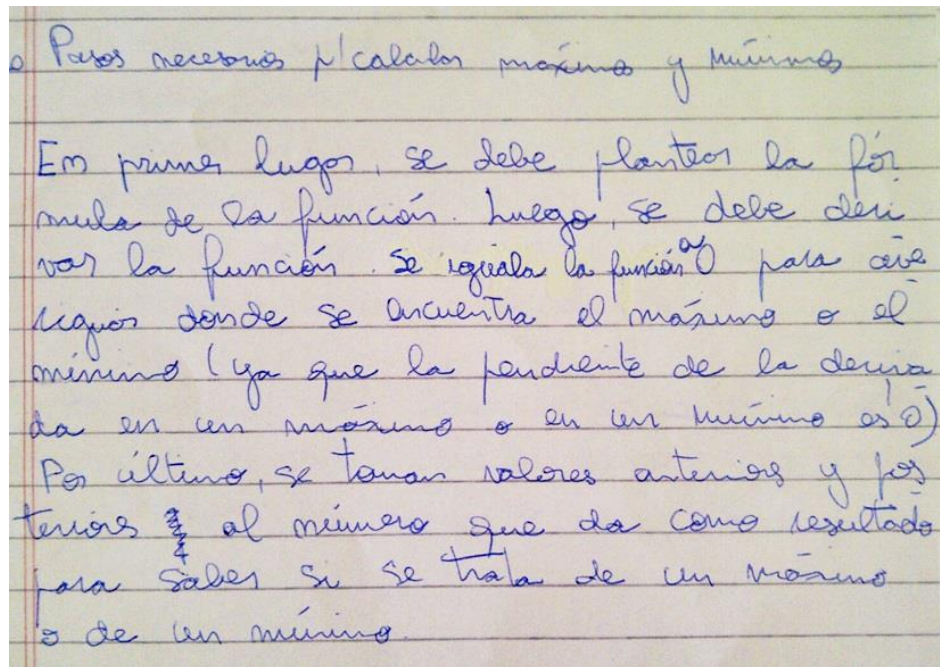 o Pasos necesarios p/ calcular máximos y mínimos
En primer lugar, se debe plantear la fór
mula de la función. Luego, se debe deri
var la función. Se iguala la función a 0 para ave
riguar donde se encuentra el máximo o el
mínimo (ya que la pendiente de la deriva
da en un máximo o en un mínimo es 0)
Por último, se toman valores anteriores y pos
teriores al número que da como resultado
para saber si se trata de un máximo
o de un mínimo.